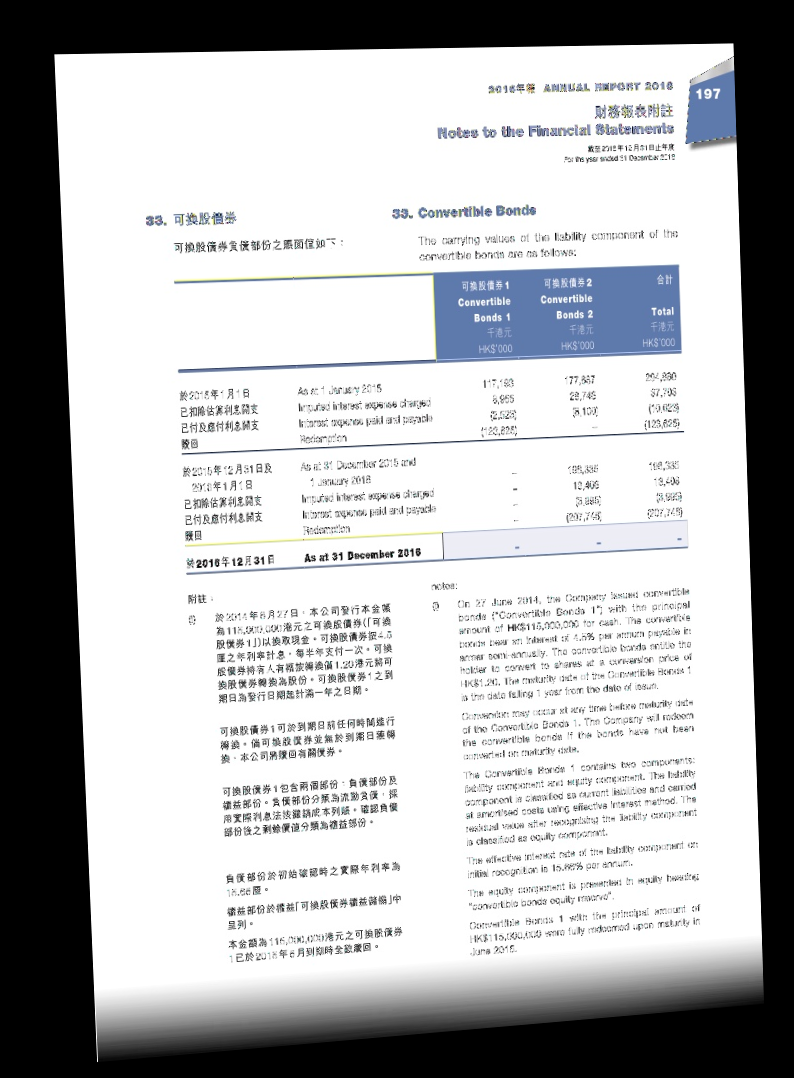 2016年報 ANNUAL REPORT 2016
197
財務報表附註
Notes to the Financial Statements
截至2016年12月31日止年度
For the year ended 31 December 2016
33. 可換股債券
33. Convertible Bonds
可換股債券負債部份之賬面值如下：
The carrying values of the liability component of the
convertible bonds are as follows:
可換股債券1 可換股債券2 合計
Convertible Convertible
Bonds 1 Bonds 2 Total
千港元 千港元 千港元
HK$'000 HK$'000 HK$'000
於2015年1月1日 As at 1 January 2015 117,193 177,687
已扣除估算利息開支 Imputed interest expense charged 28,748
已付及應付利息開支 Interest expense paid and payable (2,528) (8,100)
贖回 Redemption – (123,625)
於2015年12月31日及 As at 31 December 2015 and
2016年1月1日 1 January 2016 – 198,335 198,335
已扣除估算利息開支 Imputed interest expense charged – 13,408 13,408
已付及應付利息開支 Interest expense paid and payable – (3,995) (3,995)
贖回 Redemption – (207,748) (207,748)
於2016年12月31日 As at 31 December 2016 – – –
附註：
(i) 於2014年6月27日，本公司發行本金額
為115,000,000港元之可換股債券(「可換
股債券1」)以換取現金。可換股債券按4.5
厘之年利率計息，每半年支付一次。可換
股債券持有人有權按轉換價1.20港元將可
換股債券轉換為股份。可換股債券1之到
期日為發行日期起計滿一年之日期。
可換股債券1可於到期日前任何時間進行
轉換。倘可換股債券並無於到期日獲轉
換，本公司將贖回有關債券。
可換股債券1包含兩個部份：負債部份及
權益部份。負債部份分類為流動負債，採
用實際利息法按攤銷成本列賬。確認負債
部份後之剩餘價值分類為權益部份。
負債部份於初始確認時之實際年利率為
15.66厘。
權益部份於權益「可換股債券權益儲備」中
呈列。
本金額為115,000,000港元之可換股債券
1已於2015年6月到期時全數贖回。
notes:
(i) On 27 June 2014, the Company issued convertible
bonds ("Convertible Bonds 1") with the principal
amount of HK$115,000,000 for cash. The convertible
bonds bear an interest of 4.5% per annum payable in
arrear semi-annually. The convertible bonds entitle the
holder to convert to shares at a conversion price of
HK$1.20. The maturity date of the Convertible Bonds 1
is the date falling 1 year from the date of issue.
Conversion may occur at any time before maturity date
of the Convertible Bonds 1. The Company will redeem
the convertible bonds if the bonds have not been
converted on maturity date.
The Convertible Bonds 1 contains two components:
liability component and equity component. The liability
component is classified as current liabilities and carried
at amortised costs using effective interest method. The
residual value after recognising the liability component
is classified as equity component.
The effective interest rate of the liability component on
initial recognition is 15.66% per annum.
The equity component is presented in equity heading
"convertible bonds equity reserve".
Convertible Bonds 1 with the principal amount of
HK$115,000,000 were fully redeemed upon maturity in
June 2015.